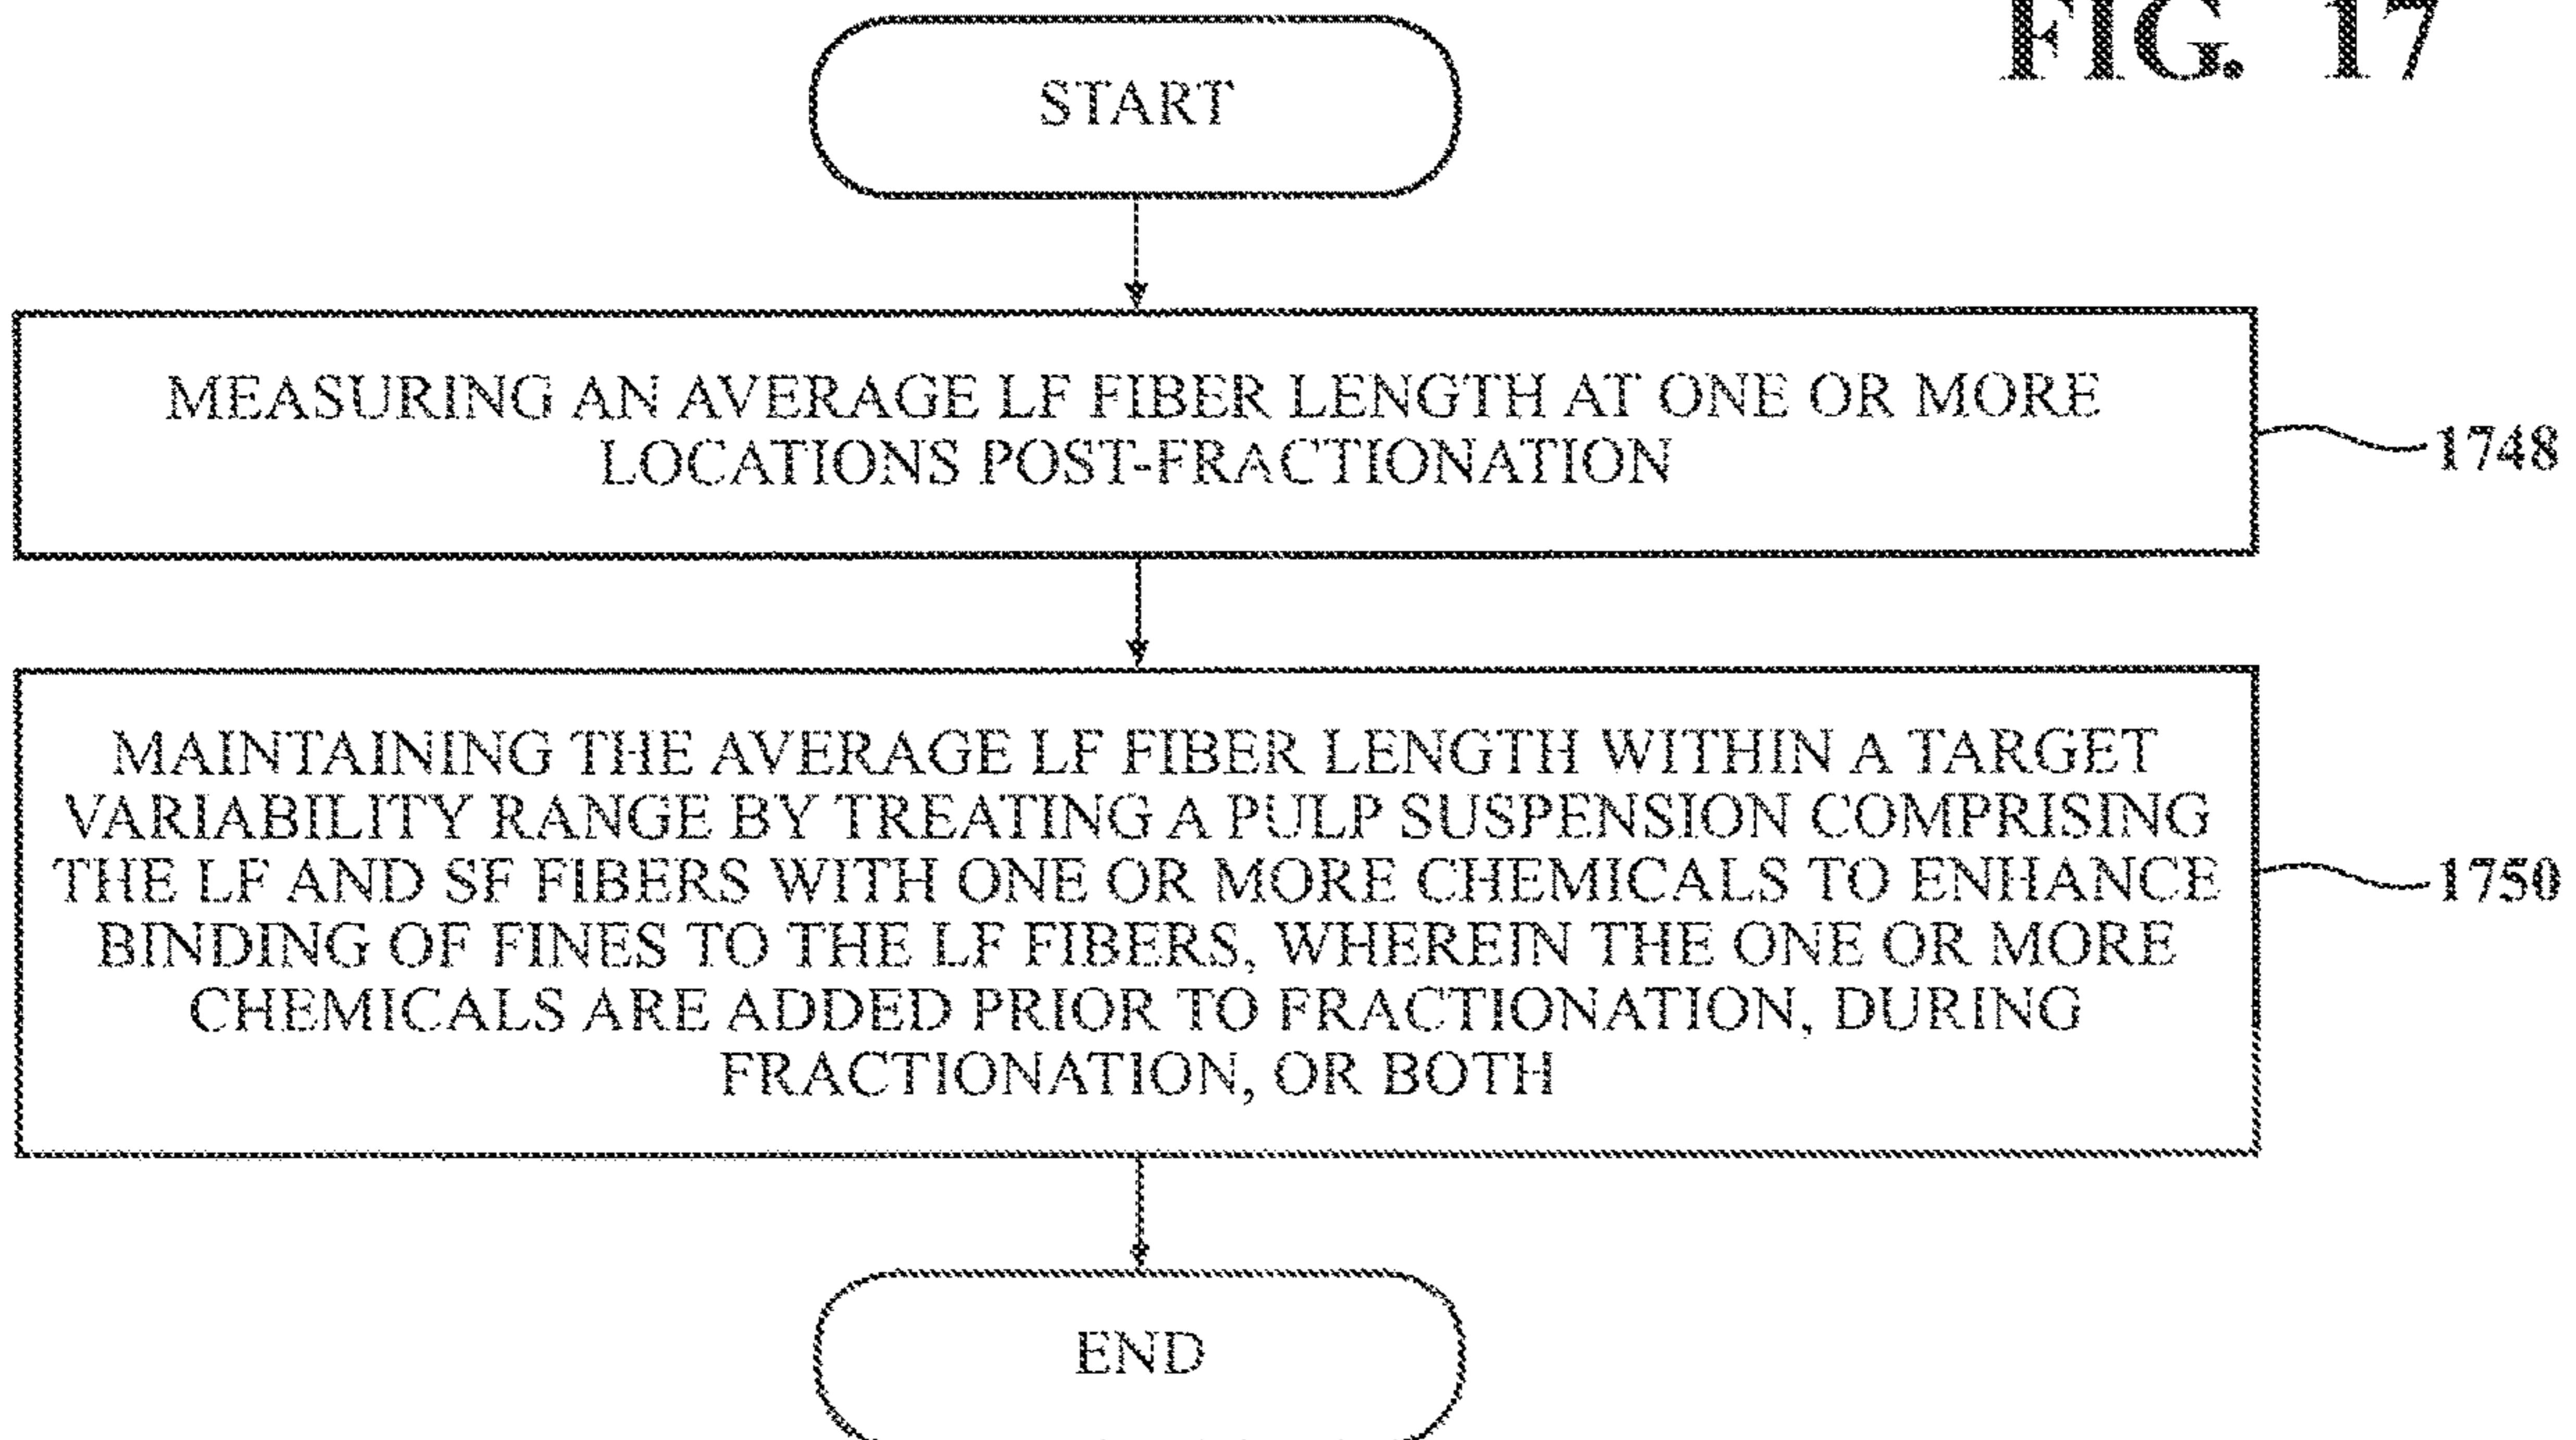 FIG. 17
START
MEASURING AN AVERAGE LF FIBER LENGTH AT ONE OR MORE
LOCATIONS POST-FRACTIONATION
1748
MAINTAINING THE AVERAGE LF FIBER LENGTH WITHIN A TARGET
VARIABILITY RANGE BY TREATING A PULP SUSPENSION COMPRISING
THE LF AND SF FIBERS WITH ONE OR MORE CHEMICALS TO ENHANCE
BINDING OF FINES TO THE LF FIBERS, WHEREIN THE ONE OR MORE
CHEMICALS ARE ADDED PRIOR TO FRACTIONATION, DURING
FRACTIONATION, OR BOTH
1750
END